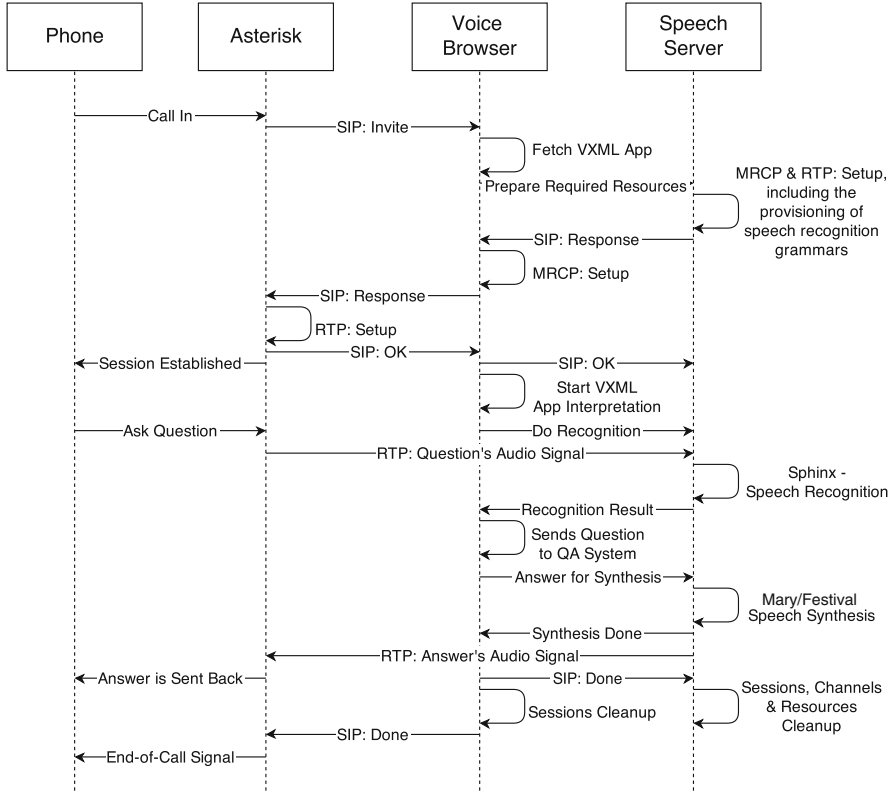 Phone
Asterisk
Voice
Browser
Speech
Server
Call In
SIP: Invite
Fetch VXML App
Prepare Required Resources
MRCP & RTP: Setup,
including the
provisioning of
speech recognition
grammars
SIP: Response
MRCP: Setup
SIP: Response
RTP: Setup
SIP: OK
Session Established
SIP: OK
Start VXML
App Interpretation
Ask Question
Do Recognition
RTP: Question's Audio Signal
Sphinx -
Speech Recognition
Recognition Result
Sends Question
to QA System
Answer for Synthesis
Mary/Festival
Speech Synthesis
Synthesis Done
RTP: Answer's Audio Signal
Answer is Sent Back
SIP: Done
Sessions Cleanup
Sessions, Channels
& Resources
Cleanup
SIP: Done
End-of-Call Signal